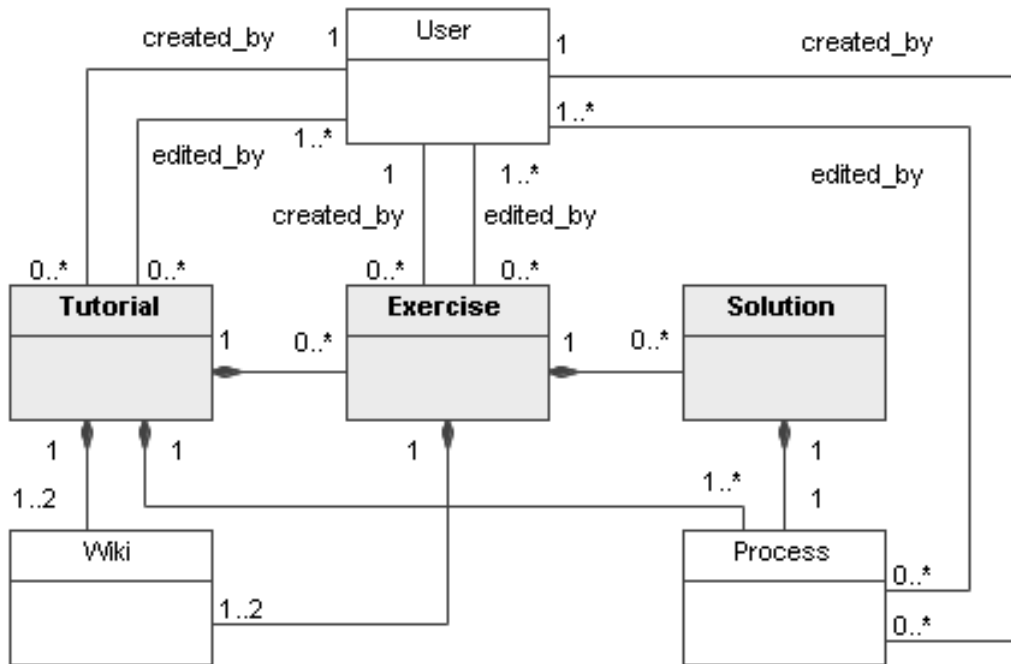 User
created_by
1
1
created_by
1..*
1..*
edited_by
1
1..*
edited_by
created_by
edited_by
0..*
0..*
0..*
0..*
Tutorial
Exercise
Solution
1
0..*
1
0..*
1
1
1
1
1..2
1..*
1
Wiki
Process
1..2
0..*
0..*